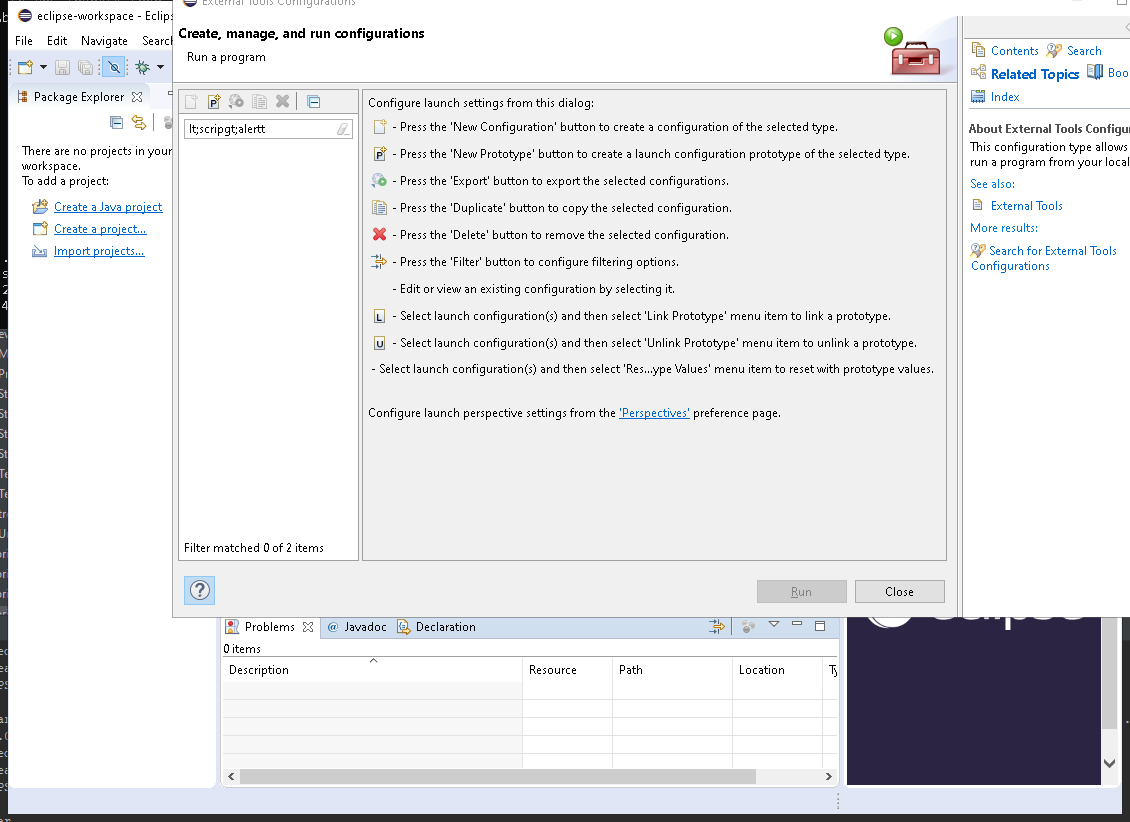 eclipse-workspace - Eclips
External Tools Configurations
File Edit Navigate Search
Create, manage, and run configurations
Run a program
Package Explorer
There are no projects in your
workspace.
To add a project:
Create a Java project
Create a project...
Import projects...
lt;scripgt;alertt
Filter matched 0 of 2 items
Configure launch settings from this dialog:
- Press the 'New Configuration' button to create a configuration of the selected type.
- Press the 'New Prototype' button to create a launch configuration prototype of the selected type.
- Press the 'Export' button to export the selected configurations.
- Press the 'Duplicate' button to copy the selected configuration.
- Press the 'Delete' button to remove the selected configuration.
- Press the 'Filter' button to configure filtering options.
- Edit or view an existing configuration by selecting it.
L - Select launch configuration(s) and then select 'Link Prototype' menu item to link a prototype.
U - Select launch configuration(s) and then select 'Unlink Prototype' menu item to unlink a prototype.
- Select launch configuration(s) and then select 'Res...ype Values' menu item to reset with prototype values.
Configure launch perspective settings from the 'Perspectives' preference page.
Run Close
Contents Search
Related Topics Boo
Index
About External Tools Configu
This configuration type allows
run a program from your local
See also:
External Tools
More results:
Search for External Tools
Configurations
Problems @ Javadoc Declaration
0 items
Description Resource Path Location Ty
eclipse